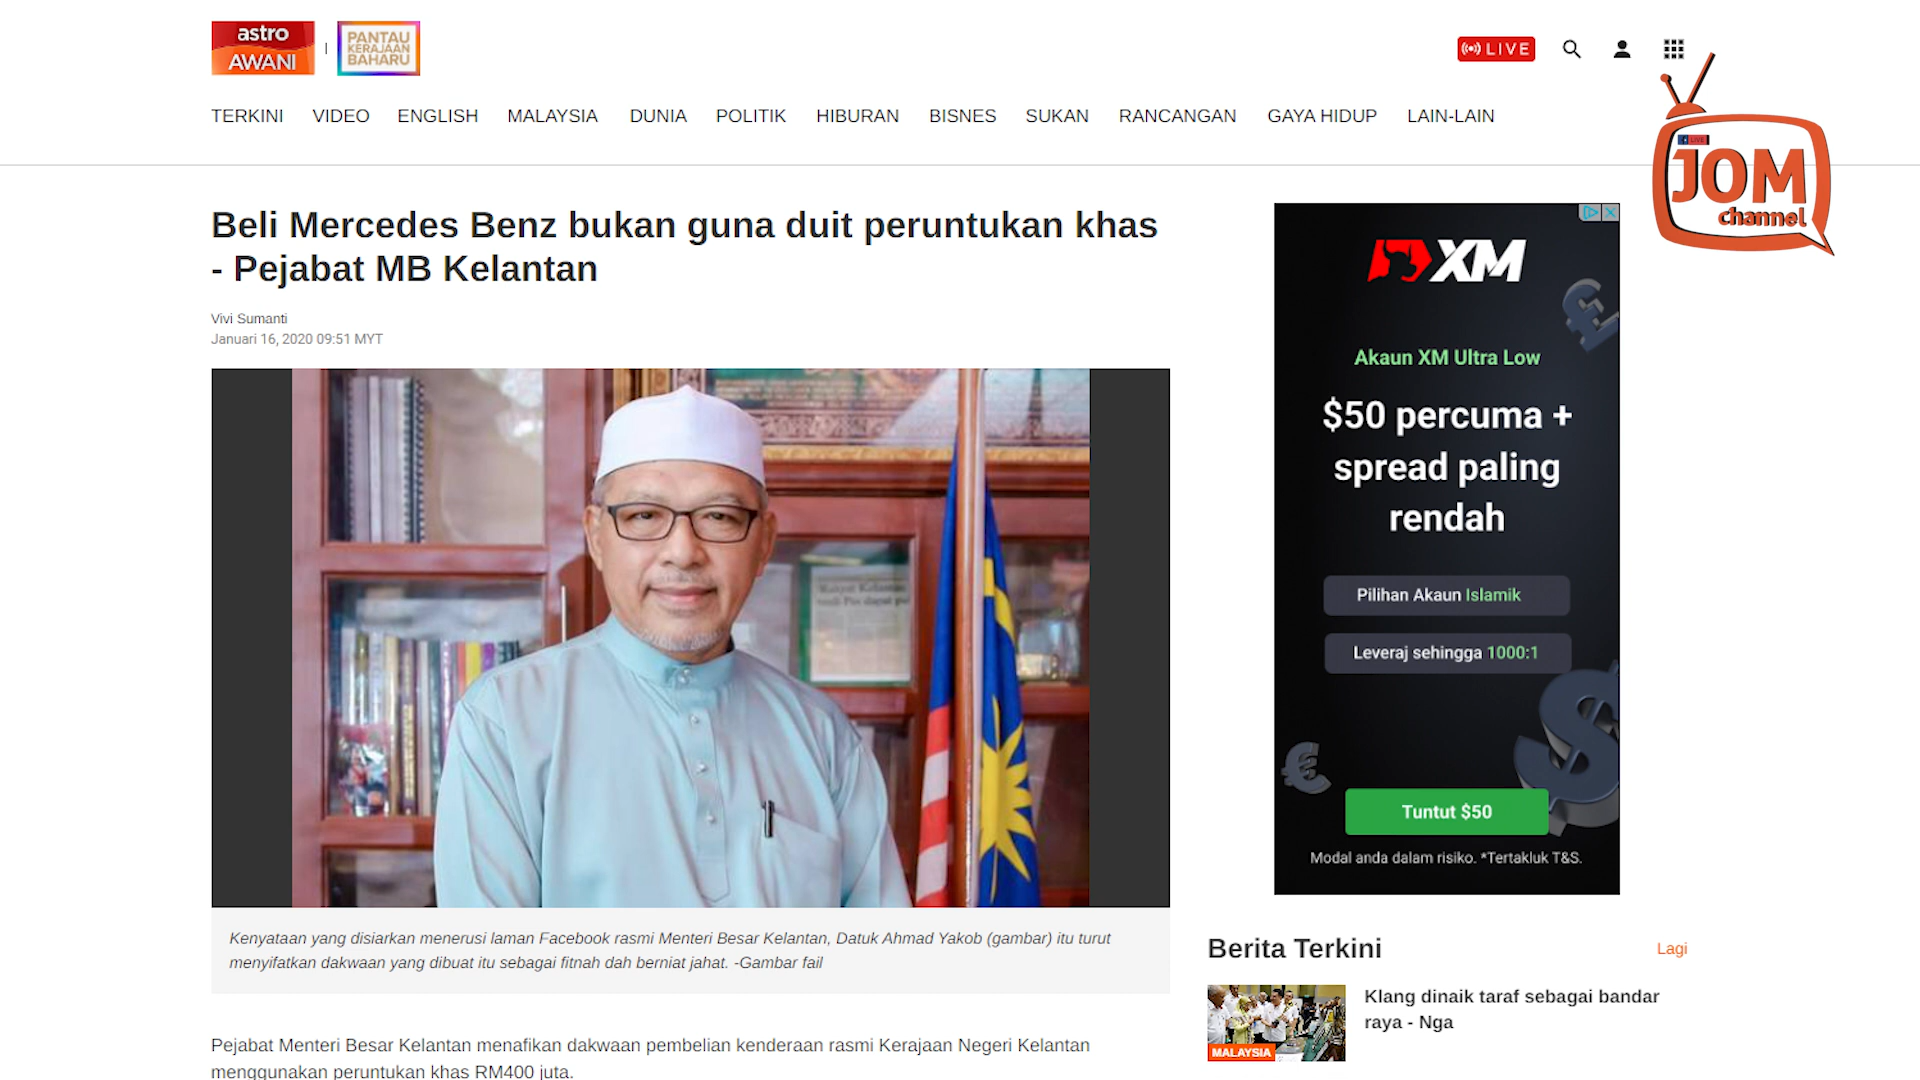 astro
AWANI
PANTAU
KERAJAAN
BAHARU
LIVE
TERKINI VIDEO ENGLISH MALAYSIA DUNIA POLITIK HIBURAN BISNES SUKAN RANCANGAN GAYA HIDUP LAIN-LAIN
LIVE
JOM
channel
Beli Mercedes Benz bukan guna duit peruntukan khas
- Pejabat MB Kelantan
Vivi Sumanti
Januari 16, 2020 09:51 MYT
Kenyataan yang disiarkan menerusi laman Facebook rasmi Menteri Besar Kelantan, Datuk Ahmad Yakob (gambar) itu turut
menyifatkan dakwaan yang dibuat itu sebagai fitnah dah berniat jahat. -Gambar fail
Pejabat Menteri Besar Kelantan menafikan dakwaan pembelian kenderaan rasmi Kerajaan Negeri Kelantan
menggunakan peruntukan khas RM400 juta.
XM
Akaun XM Ultra Low
$50 percuma +
spread paling
rendah
Pilihan Akaun Islamik
Leveraj sehingga 1000:1
Tuntut $50
Modal anda dalam risiko. *Tertakluk T&S.
Berita Terkini
Lagi
Klang dinaik taraf sebagai bandar
raya - Nga
MALAYSIA